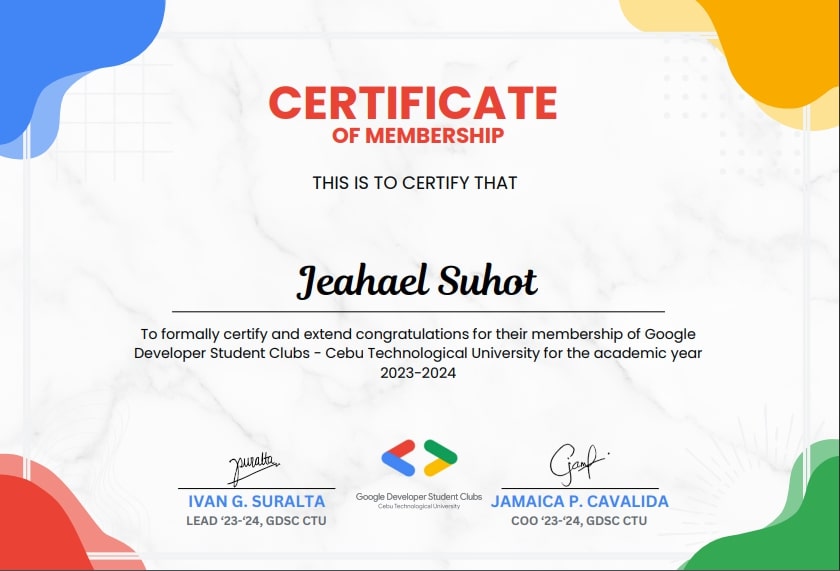 CERTIFICATE
OF MEMBERSHIP
THIS IS TO CERTIFY THAT
Jeahael Suhot
To formally certify and extend congratulations for their membership of Google
Developer Student Clubs - Cebu Technological University for the academic year
2023-2024
IVAN G. SURALTA
LEAD ‘23-‘24, GDSC CTU
Google Developer Student Clubs
Cebu Technological University
JAMAICA P. CAVALIDA
COO ‘23-‘24, GDSC CTU